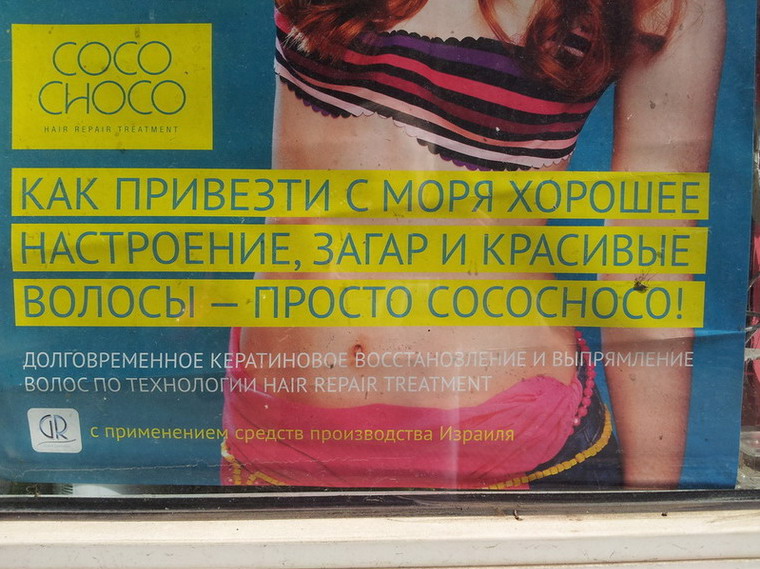 COCO
CHOCO
HAIR REPAIR TREATMENT
КАК ПРИВЕЗТИ С МОРЯ ХОРОШЕЕ
НАСТРОЕНИЕ, ЗАГАР И КРАСИВЫЕ
ВОЛОСЫ — ПРОСТО COCOCHOCO!
ДОЛГОВРЕМЕННОЕ КЕРАТИНОВОЕ ВОССТАНОВЛЕНИЕ И ВЫПРЯМЛЕНИЕ
ВОЛОС ПО ТЕХНОЛОГИИ HAIR REPAIR TREATMENT
GR
с применением средств производства Израиля